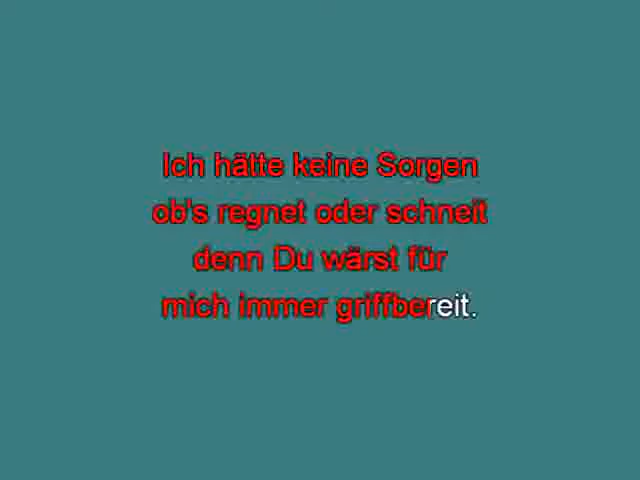 Ich hätte keine Sorgen
ob's regnet oder schneit
denn Du wärst für
mich immer griffbereit.